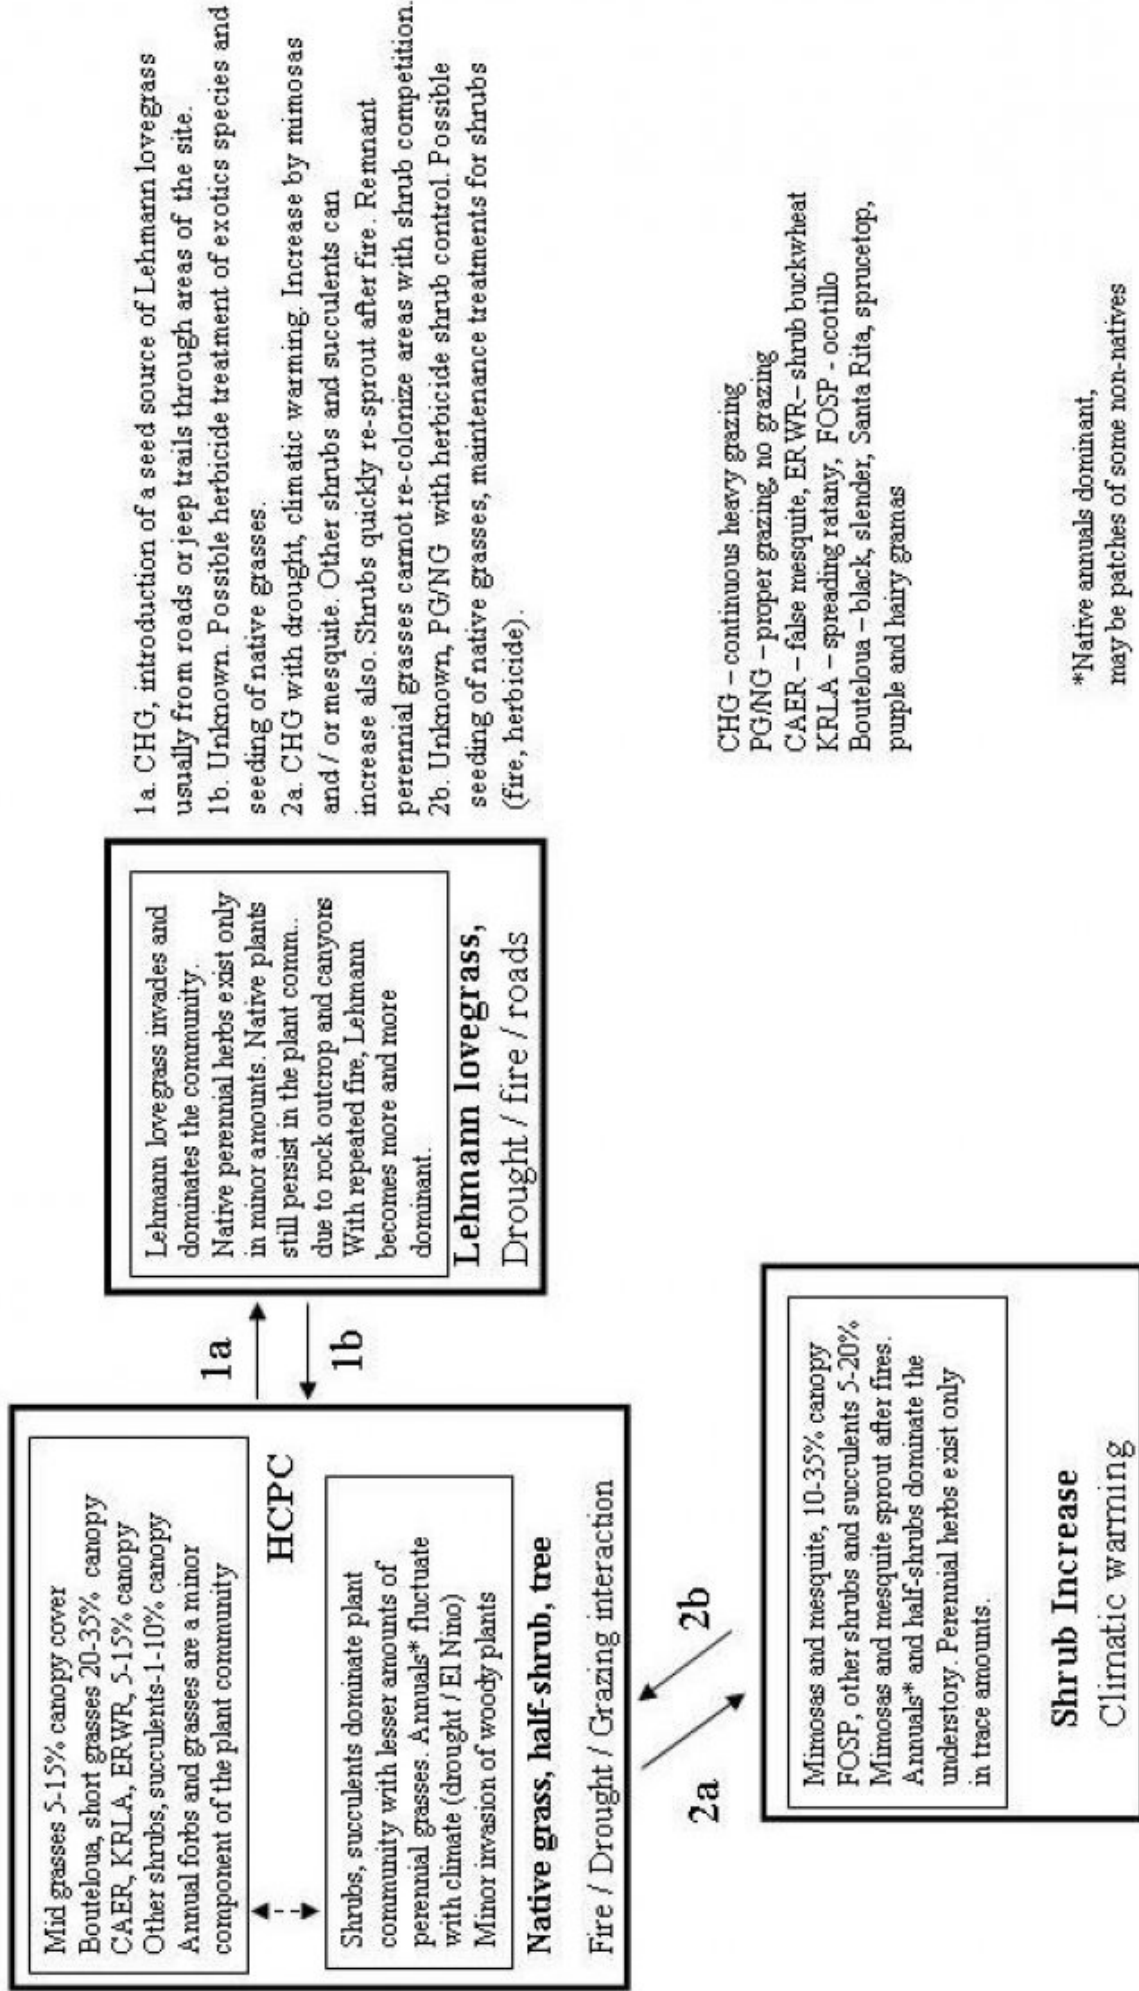 Mid grasses 5-15% canopy cover
Bouteloua, short grasses 20-35% canopy
CAER, KRLA, ERWR, 5-15% canopy
Other shrubs, succulents-1-10% canopy
Annual forbs and grasses are a minor
component of the plant community
HCPC
Shrubs, succulents dominate plant
community with lesser amounts of
perennial grasses. Annuals* fluctuate
with climate (drought / El Nino)
Minor invasion of woody plants
Native grass, half-shrub, tree
Fire / Drought / Grazing interaction
1a
1b
Lehmann lovegrass invades and
dominates the community.
Native perennial herbs exist only
in minor amounts. Native plants
still persist in the plant comm..
due to rock outcrop and canyons
With repeated fire, Lehmann
becomes more and more
dominant.
Lehmann lovegrass,
Drought / fire / roads
1a. CHG, introduction of a seed source of Lehmann lovegrass
usually from roads or jeep trails through areas of the site.
1b. Unknown. Possible herbicide treatment of exotics species and
seeding of native grasses.
2a. CHG with drought, climatic warming. Increase by mimosas
and / or mesquite. Other shrubs and succulents can
increase also. Shrubs quickly re-sprout after fire. Remnant
perennial grasses cannot re-colonize areas with shrub competition.
2b. Unknown, PG/NG with herbicide shrub control. Possible
seeding of native grasses, maintenance treatments for shrubs
(fire, herbicide).
2a
2b
Mimosas and mesquite, 10-35% canopy
FOSP, other shrubs and succulents 5-20%
Mimosas and mesquite sprout after fires.
Annuals* and half-shrubs dominate the
understory. Perennial herbs exist only
in trace amounts.
Shrub Increase
Climatic warming
CHG – continuous heavy grazing
PG/NG – proper grazing, no grazing
CAER – false mesquite, ERWR – shrub buckwheat
KRLA – spreading ratany, FOSP - ocotillo
Bouteloua – black, slender, Santa Rita, sprucetop,
purple and hairy gramas
*Native annuals dominant,
may be patches of some non-natives